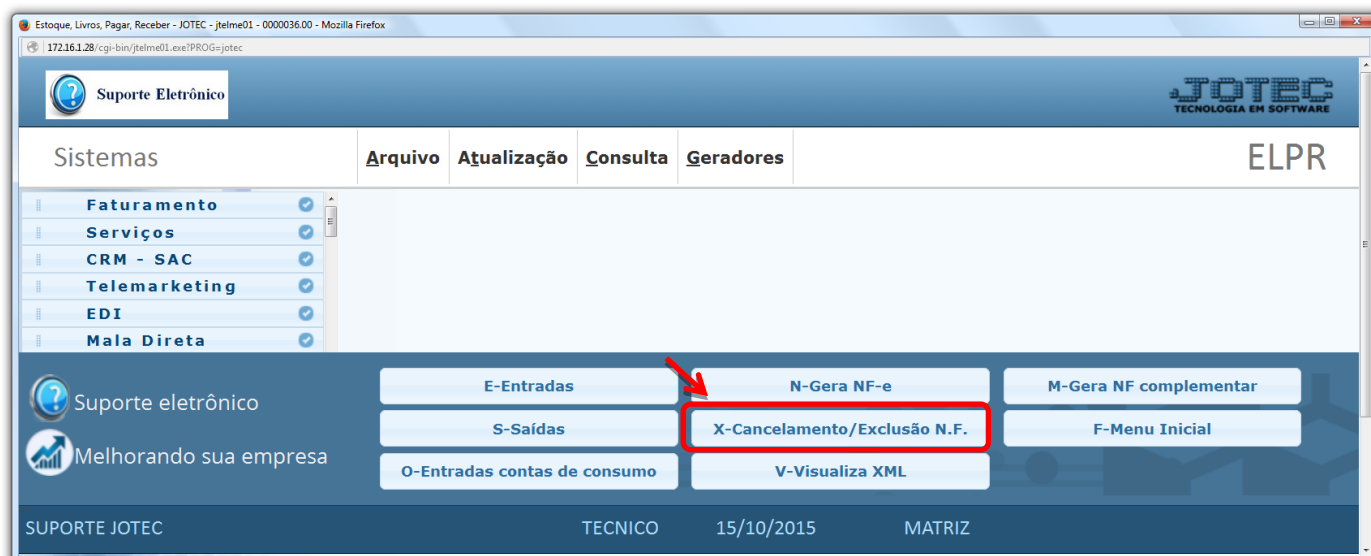 Estoque, Livros, Pagar, Receber - JOTEC - jtelme01 - 0000036.00 - Mozilla Firefox
172.16.1.28/cgi-bin/jtelme01.exe?PROG=jotec
Suporte Eletrônico
JOTEC
TECNOLOGIA EM SOFTWARE
Sistemas
Arquivo Atualização Consulta Geradores
ELPR
Faturamento
Serviços
CRM - SAC
Telemarketing
EDI
Mala Direta
Suporte eletrônico
Melhorando sua empresa
E-Entradas N-Gera NF-e M-Gera NF complementar
S-Saídas X-Cancelamento/Exclusão N.F. F-Menu Inicial
O-Entradas contas de consumo V-Visualiza XML
SUPORTE JOTEC TECNICO 15/10/2015 MATRIZ